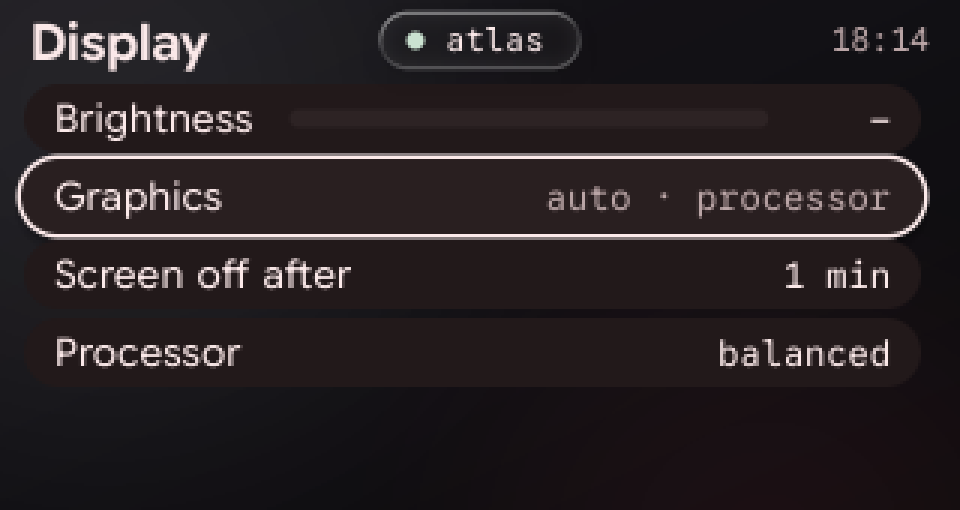 Display atlas 18:14
Brightness –
Graphics auto · processor
Screen off after 1 min
Processor balanced